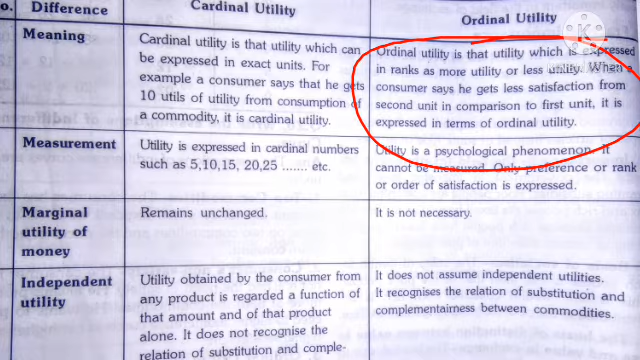 o. Difference Cardinal Utility Ordinal Utility
Meaning
Cardinal utility is that utility which can
be expressed in exact units. For
example a consumer says that he gets
10 utils of utility from consumption of
a commodity, it is cardinal utility.
Ordinal utility is that utility which is expressed
in ranks as more utility or less utility. When a
consumer says he gets less satisfaction from
second unit in comparison to first unit, it is
expressed in terms of ordinal utility.
Measurement
Utility is expressed in cardinal numbers
such as 5,10,15, 20,25 ....... etc.
Utility is a psychological phenomenon. It
cannot be measured. Only preference or rank
or order of satisfaction is expressed.
Marginal
utility of
money
Remains unchanged.
It is not necessary.
Independent
utility
Utility obtained by the consumer from
any product is regarded a function of
that amount and of that product
alone. It does not recognise the
relation of substitution and comple-
It does not assume independent utilities.
It recognises the relation of substitution and
complementairness between commodities.